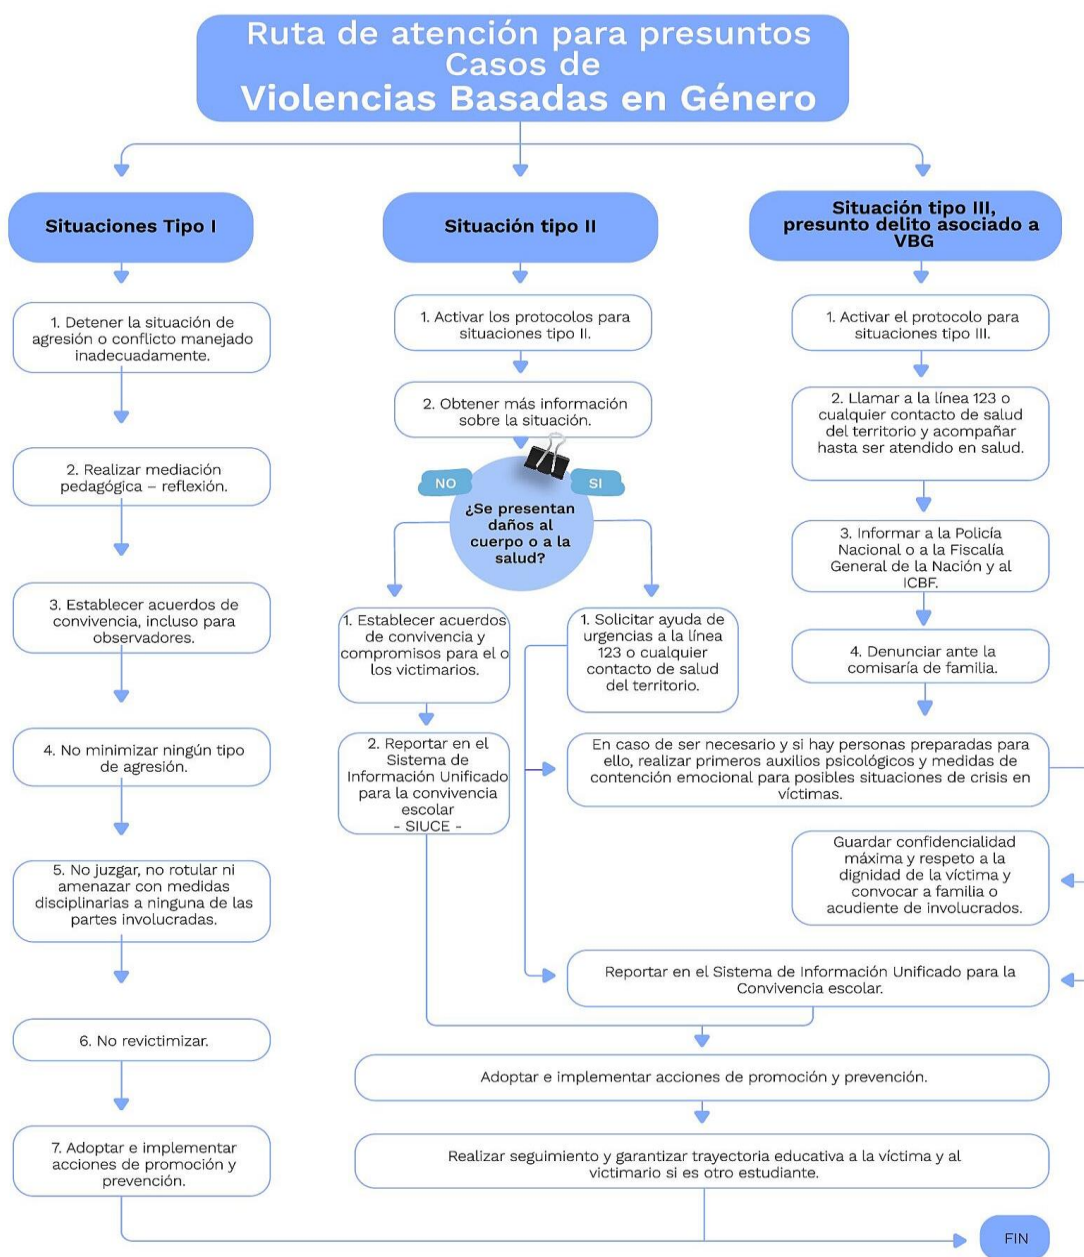 Ruta de atención para presuntos
Casos de
Violencias Basadas en Género
Situaciones Tipo I
1. Detener la situación de
agresión o conflicto manejado
inadecuadamente.
2. Realizar mediación
pedagógica – reflexión.
3. Establecer acuerdos de
convivencia, incluso para
observadores.
4. No minimizar ningún tipo
de agresión.
5. No juzgar, no rotular ni
amenazar con medidas
disciplinarias a ninguna de las
partes involucradas.
6. No revictimizar.
7. Adoptar e implementar
acciones de promoción y
prevención.
Situación tipo II
1. Activar los protocolos para
situaciones tipo II.
2. Obtener más información
sobre la situación.
NO
SI
¿Se presentan
daños al
cuerpo o a la
salud?
1. Establecer acuerdos
de convivencia y
compromisos para el o
los victimarios.
2. Reportar en el
Sistema de
Información Unificado
para la convivencia
escolar
- SIUCE -
1. Solicitar ayuda de
urgencias a la línea
123 o cualquier
contacto de salud
del territorio.
Situación tipo III,
presunto delito asociado a
VBG
1. Activar el protocolo para
situaciones tipo III.
2. Llamar a la línea 123 o
cualquier contacto de salud
del territorio y acompañar
hasta ser atendido en salud.
3. Informar a la Policía
Nacional o a la Fiscalía
General de la Nación y al
ICBF.
4. Denunciar ante la
comisaría de familia.
En caso de ser necesario y si hay personas preparadas para
ello, realizar primeros auxilios psicológicos y medidas de
contención emocional para posibles situaciones de crisis en
víctimas.
Guardar confidencialidad
máxima y respeto a la
dignidad de la víctima y
convocar a familia o
acudiente de involucrados.
Reportar en el Sistema de Información Unificado para la
Convivencia escolar.
Adoptar e implementar acciones de promoción y prevención.
Realizar seguimiento y garantizar trayectoria educativa a la víctima y al
victimario si es otro estudiante.
FIN